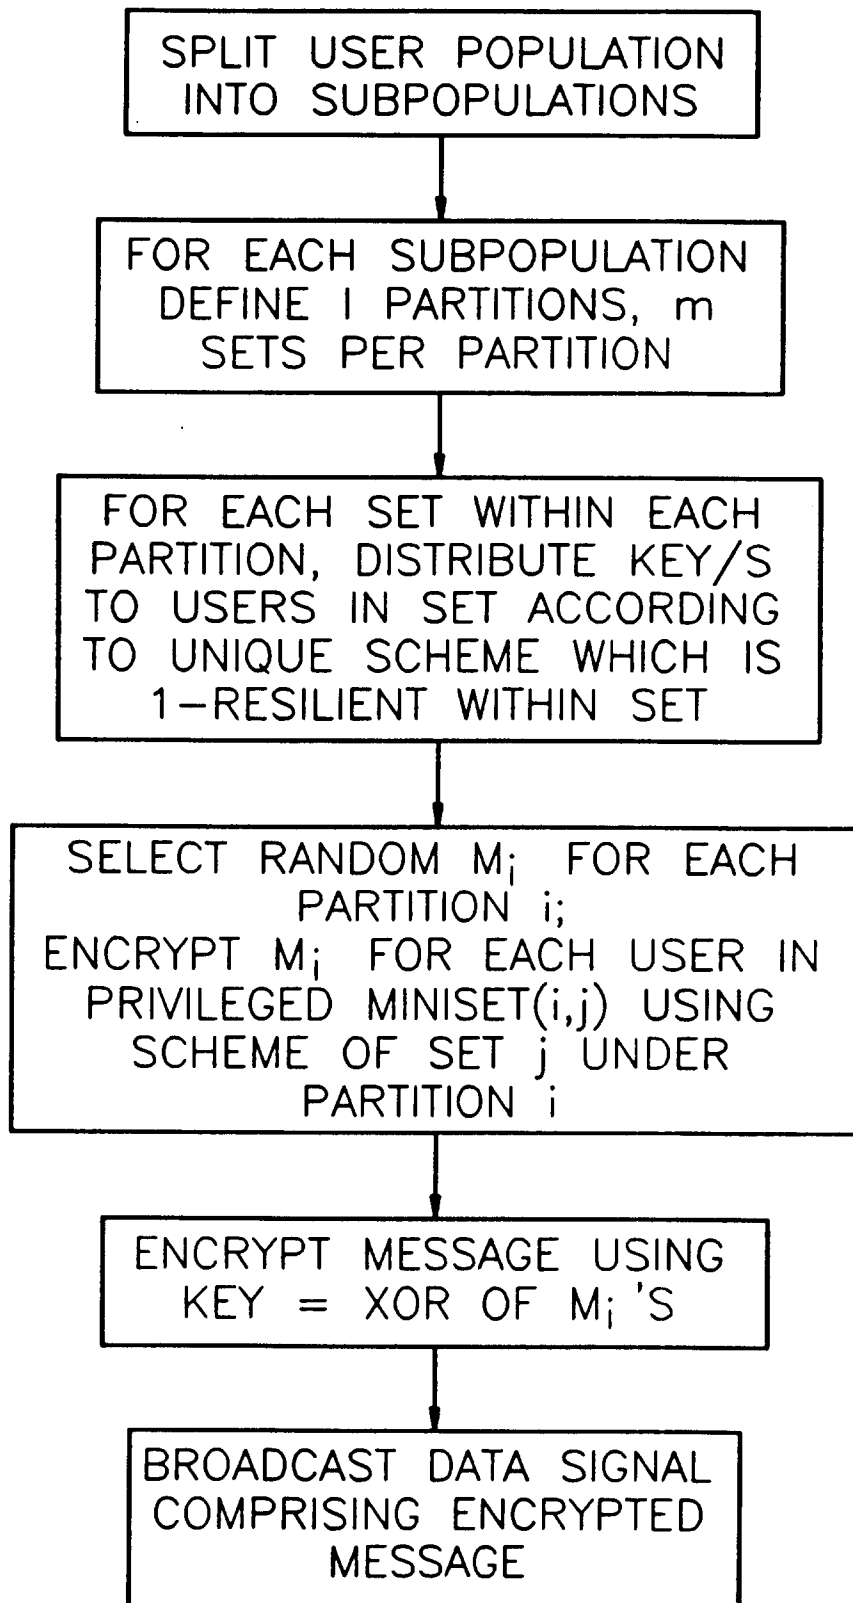 SPLIT USER POPULATION
INTO SUBPOPULATIONS
FOR EACH SUBPOPULATION
DEFINE l PARTITIONS, m
SETS PER PARTITION
FOR EACH SET WITHIN EACH
PARTITION, DISTRIBUTE KEY/S
TO USERS IN SET ACCORDING
TO UNIQUE SCHEME WHICH IS
1-RESILIENT WITHIN SET
SELECT RANDOM Mi FOR EACH
PARTITION i;
ENCRYPT Mi FOR EACH USER IN
PRIVILEGED MINISET(i,j) USING
SCHEME OF SET j UNDER
PARTITION i
ENCRYPT MESSAGE USING
KEY = XOR OF Mi 'S
BROADCAST DATA SIGNAL
COMPRISING ENCRYPTED
MESSAGE